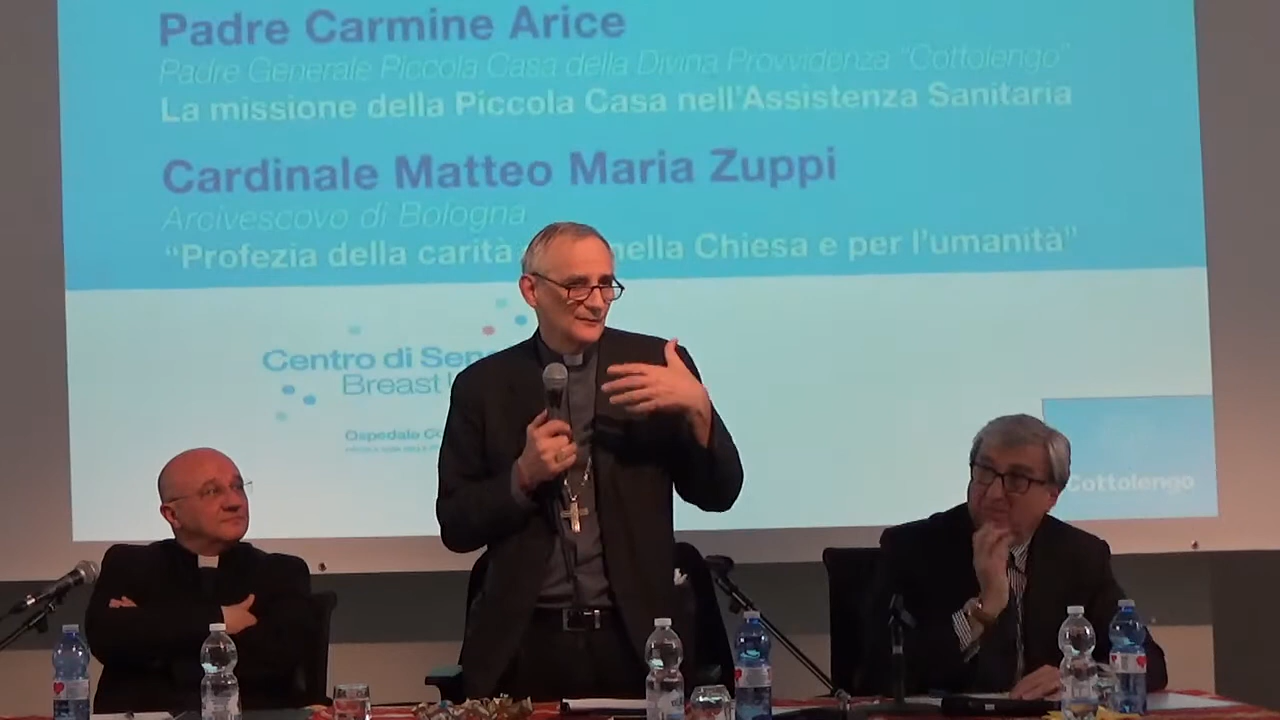 Padre Carmine Arice
Padre Generale Piccola Casa della Divina Provvidenza "Cottolengo"
La missione della Piccola Casa nell'Assistenza Sanitaria
Cardinale Matteo Maria Zuppi
Arcivescovo di Bologna
"Profezia della carità nella Chiesa e per l'umanità"
Centro di
Breast
Ospedale
Cottolengo